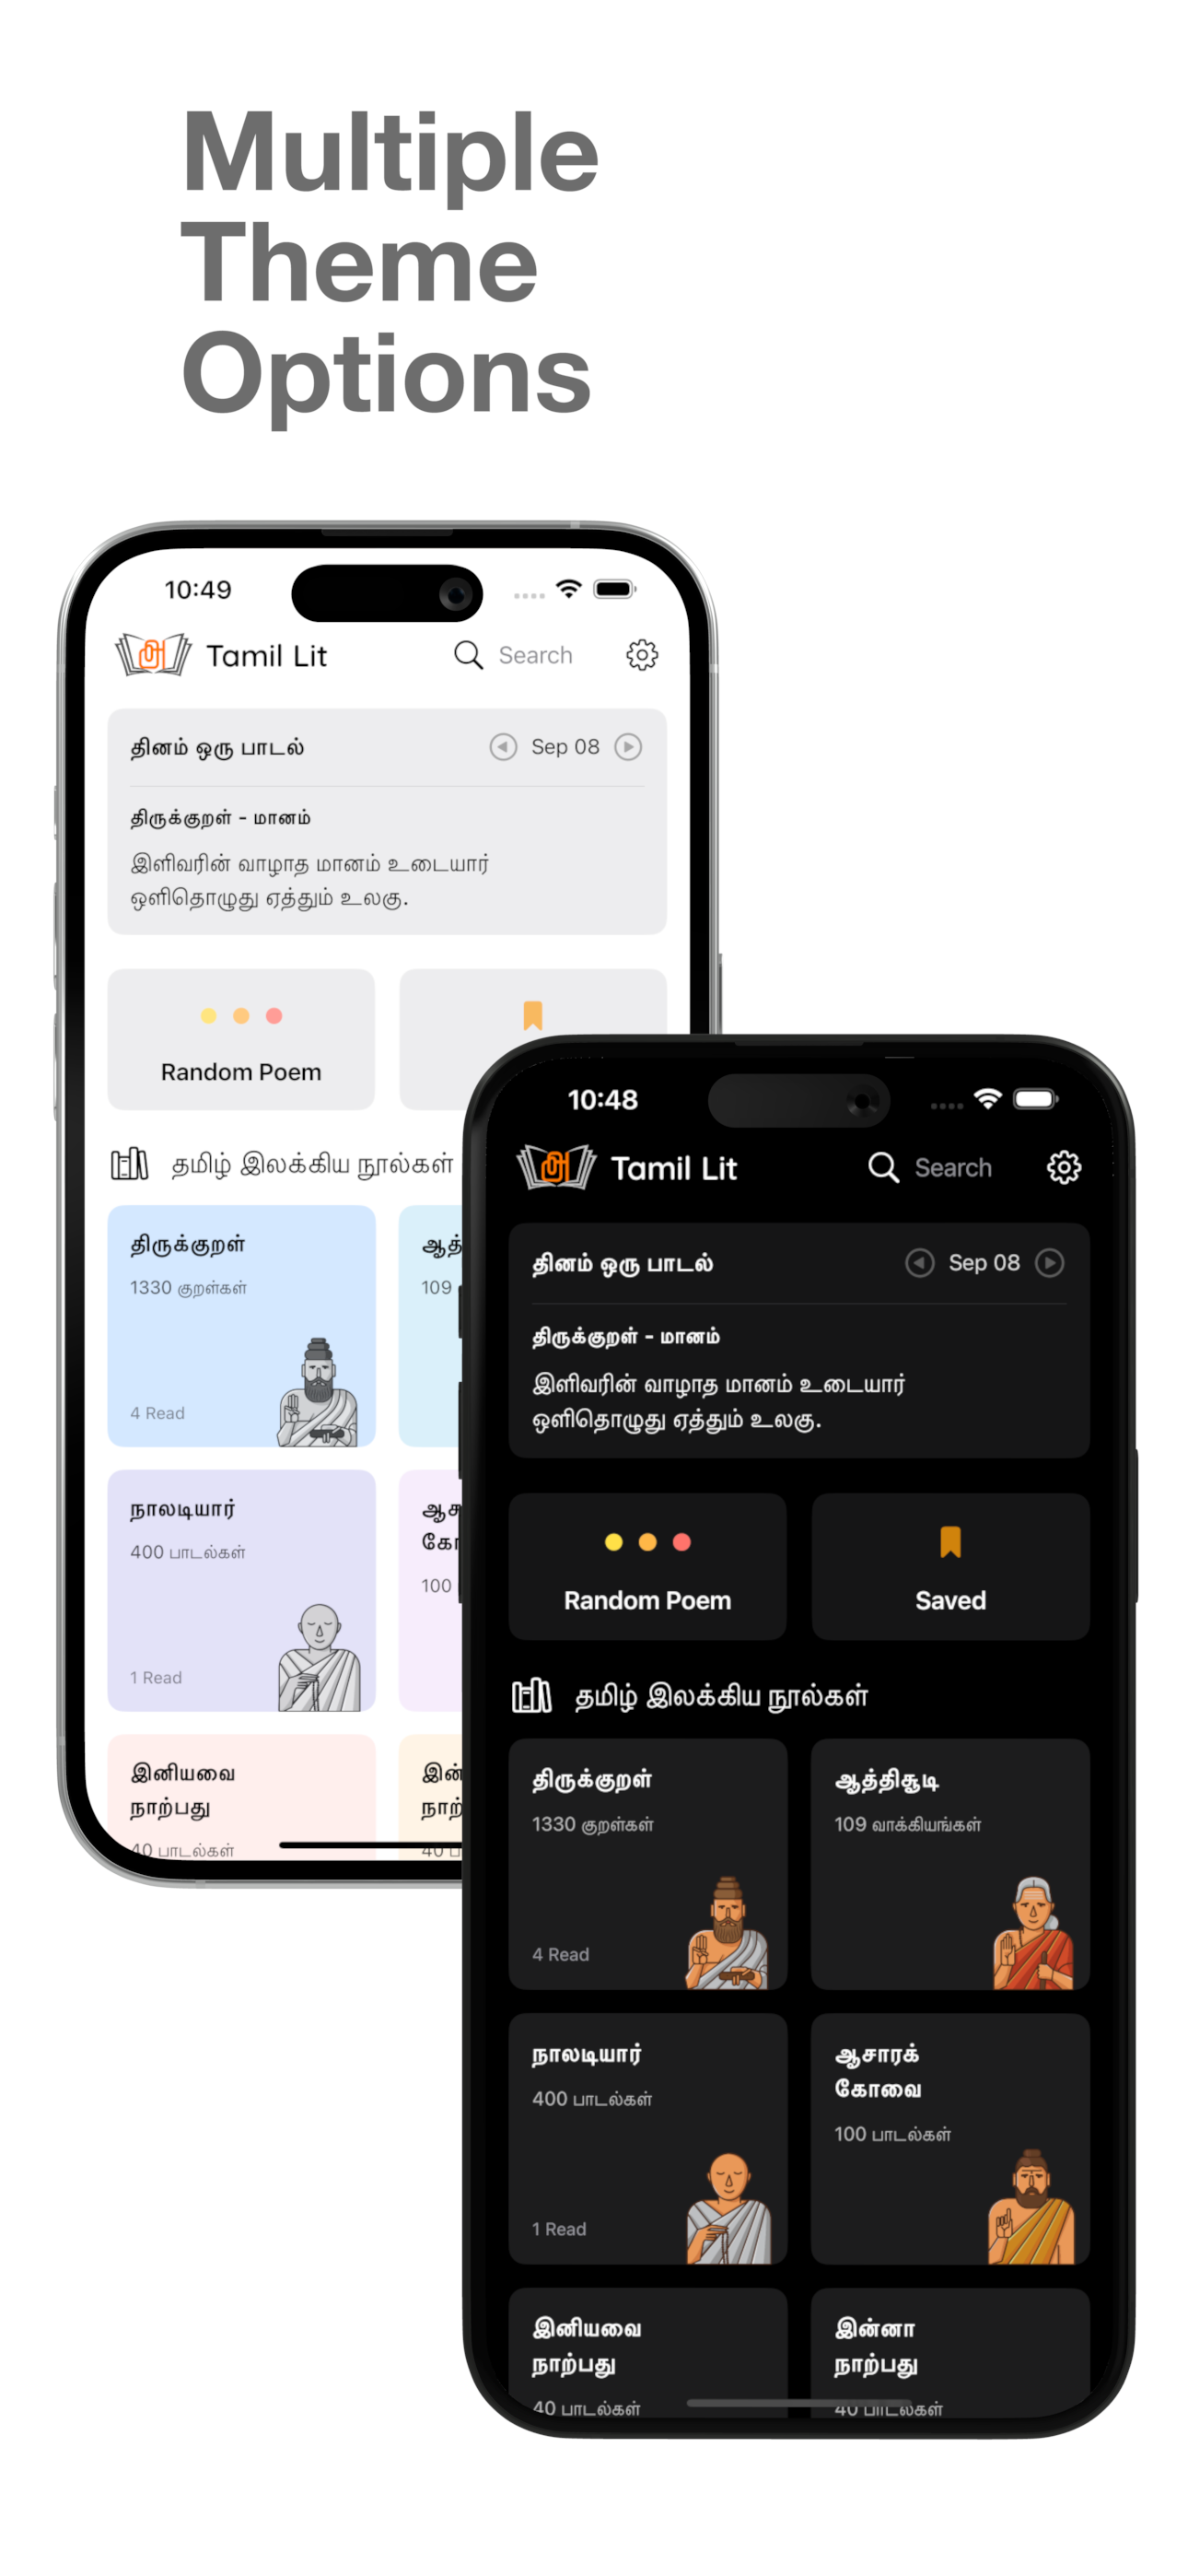 Multiple
Theme
Options
10:49
அ Tamil Lit Search
தினம் ஒரு பாடல் Sep 08
திருக்குறள் - மானம்
இளிவரின் வாழாத மானம் உடையார்
ஒளிதொழுது ஏத்தும் உலகு.
Random Poem
தமிழ் இலக்கிய நூல்கள்
திருக்குறள்
1330 குறள்கள்
109
4 Read
நாலடியார்
400 பாடல்கள்
100
1 Read
இனியவை
நாற்பது
40 பாடல்கள்
10:48
அ Tamil Lit Search
தினம் ஒரு பாடல் Sep 08
திருக்குறள் - மானம்
இளிவரின் வாழாத மானம் உடையார்
ஒளிதொழுது ஏத்தும் உலகு.
Random Poem
Saved
தமிழ் இலக்கிய நூல்கள்
திருக்குறள்
1330 குறள்கள்
4 Read
ஆத்திசூடி
109 வாக்கியங்கள்
நாலடியார்
400 பாடல்கள்
1 Read
ஆசாரக்
கோவை
100 பாடல்கள்
இனியவை
நாற்பது
40 பாடல்கள்
இன்னா
நாற்பது
40 பாடல்கள்